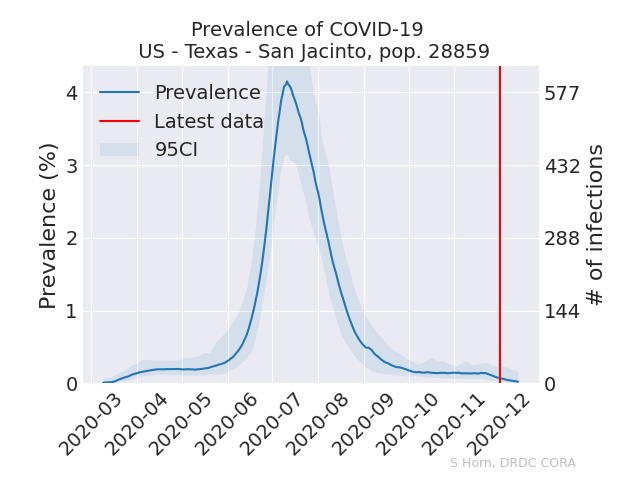 Prevalence of COVID-19
US - Texas - San Jacinto, pop. 28859
Prevalence
Latest data
95CI
Prevalence (%)
4
3
2
1
0
577
432
288
144
0
# of infections
2020-03
2020-04
2020-05
2020-06
2020-07
2020-08
2020-09
2020-10
2020-11
2020-12
S Horn, DRDC CORA